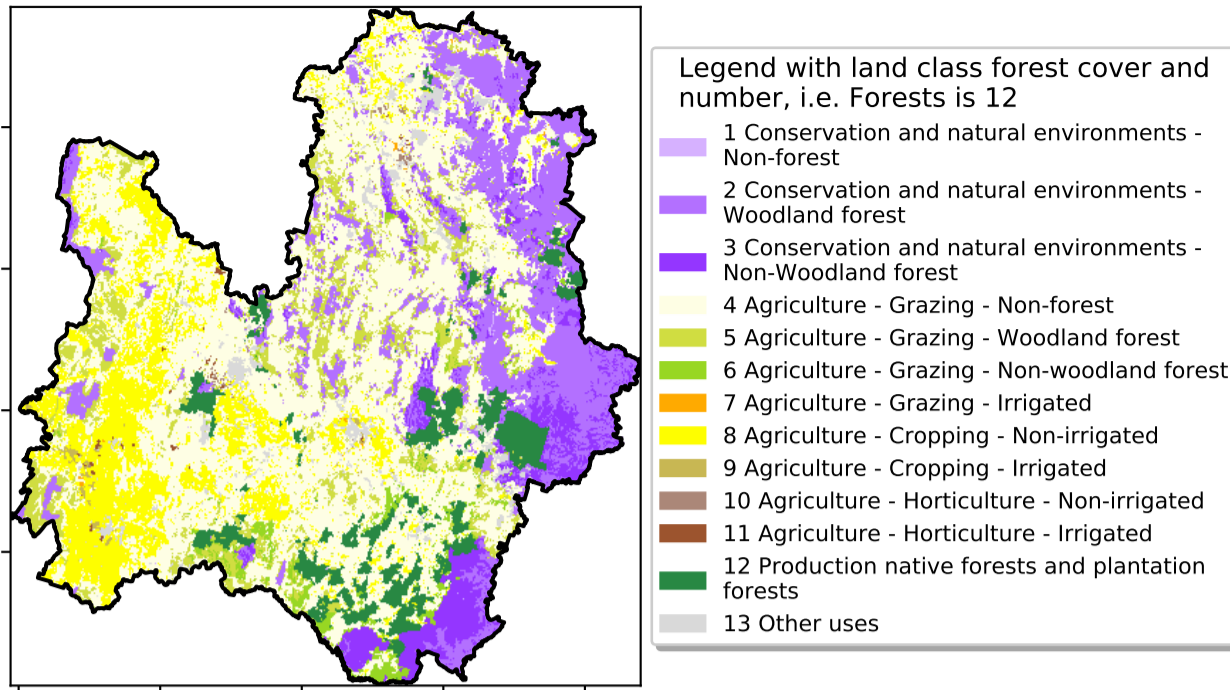 Legend with land class forest cover and
number, i.e. Forests is 12
1 Conservation and natural environments -
Non-forest
2 Conservation and natural environments -
Woodland forest
3 Conservation and natural environments -
Non-Woodland forest
4 Agriculture - Grazing - Non-forest
5 Agriculture - Grazing - Woodland forest
6 Agriculture - Grazing - Non-woodland forest
7 Agriculture - Grazing - Irrigated
8 Agriculture - Cropping - Non-irrigated
9 Agriculture - Cropping - Irrigated
10 Agriculture - Horticulture - Non-irrigated
11 Agriculture - Horticulture - Irrigated
12 Production native forests and plantation
forests
13 Other uses